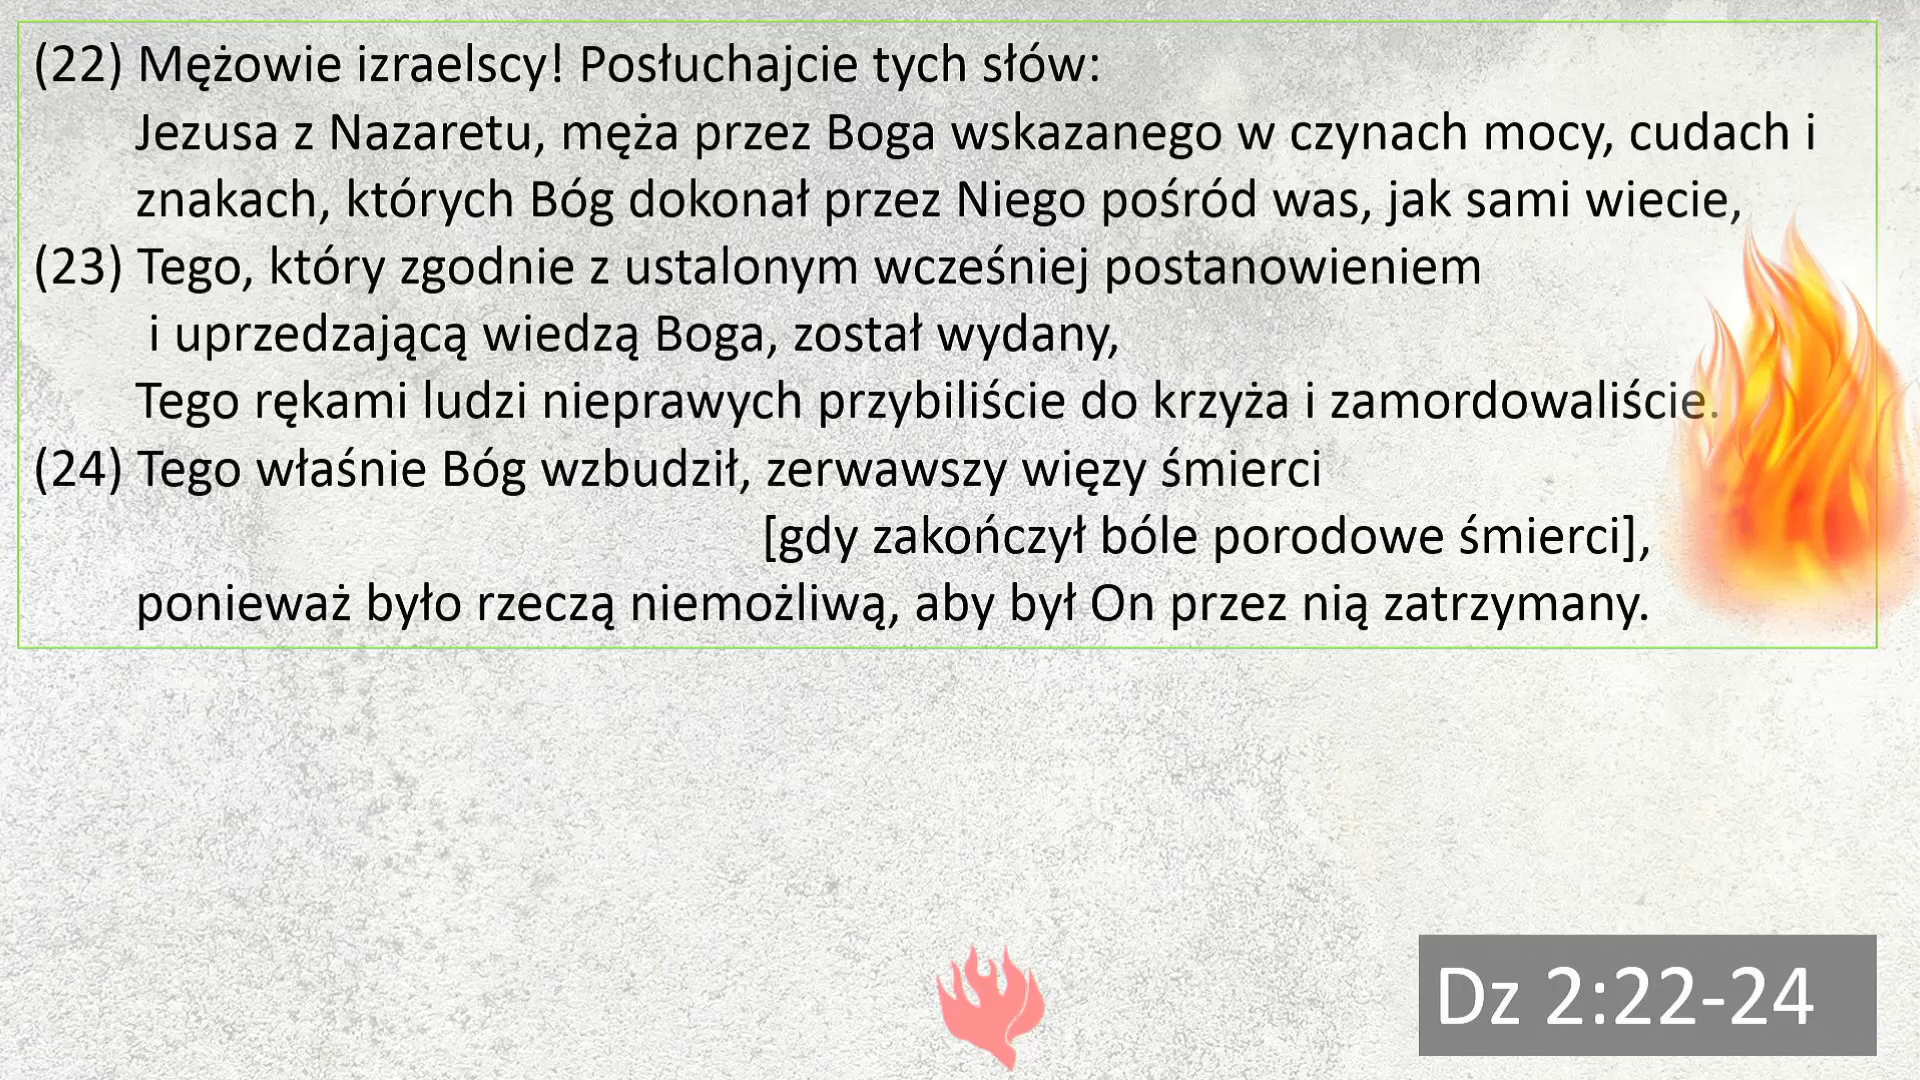 (22) Mężowie izraelscy! Posłuchajcie tych słów:
Jezusa z Nazaretu, męża przez Boga wskazanego w czynach mocy, cudach i
znakach, których Bóg dokonał przez Niego pośród was, jak sami wiecie,
(23) Tego, który zgodnie z ustalonym wcześniej postanowieniem
i uprzedzającą wiedzą Boga, został wydany,
Tego rękami ludzi nieprawych przybiliście do krzyża i zamordowaliście.
(24) Tego właśnie Bóg wzbudził, zerwawszy więzy śmierci
[gdy zakończył bóle porodowe śmierci],
ponieważ było rzeczą niemożliwą, aby był On przez nią zatrzymany.
Dz 2:22-24